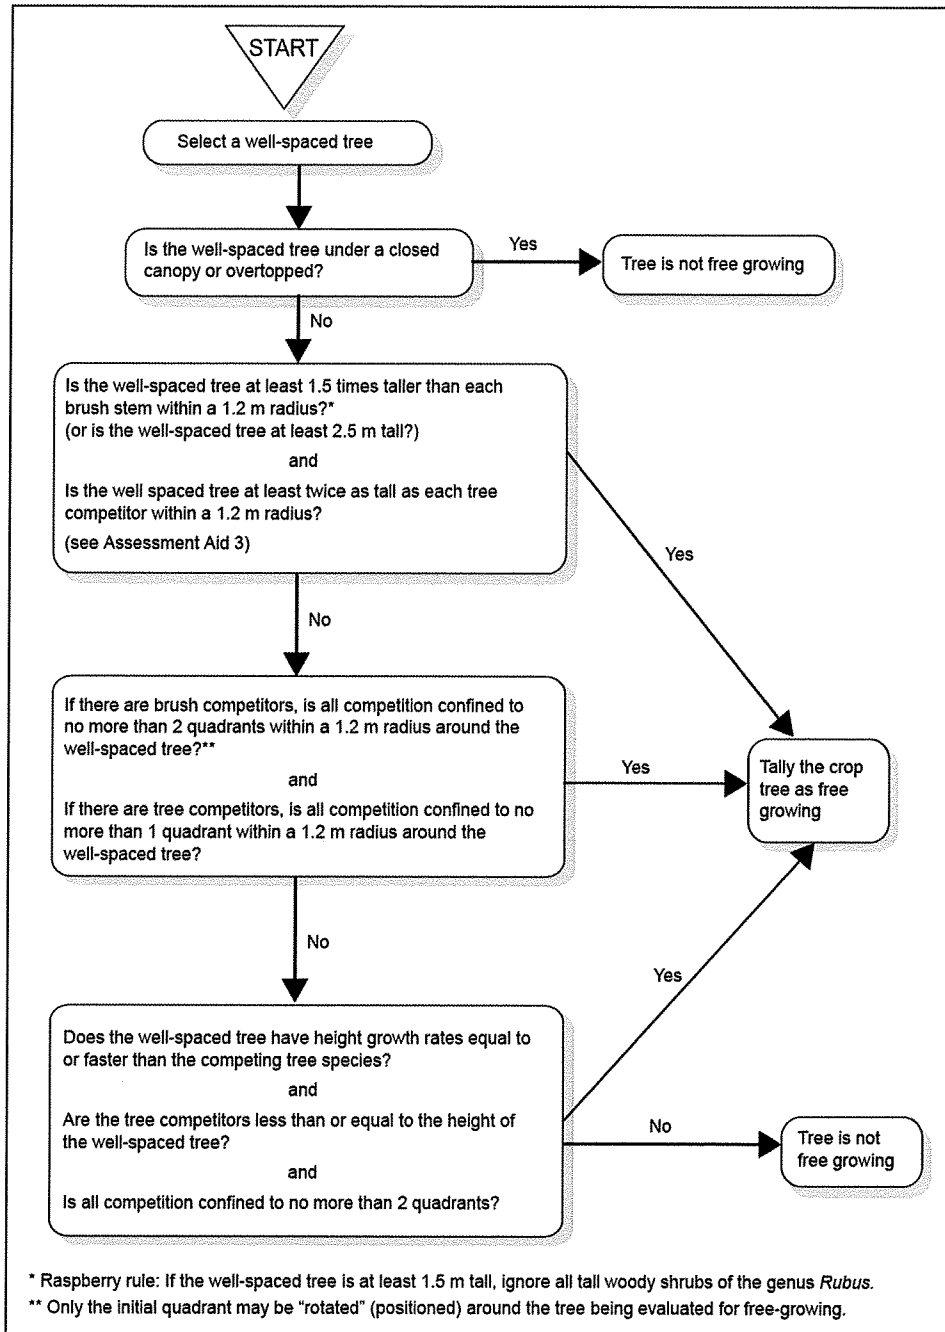 START
Select a well-spaced tree
Is the well-spaced tree under a closed
canopy or overtopped?
Yes
Tree is not free growing
No
Is the well-spaced tree at least 1.5 times taller than each
brush stem within a 1.2 m radius?*
(or is the well-spaced tree at least 2.5 m tall?)
and
Is the well spaced tree at least twice as tall as each tree
competitor within a 1.2 m radius?
(see Assessment Aid 3)
Yes
No
If there are brush competitors, is all competition confined to
no more than 2 quadrants within a 1.2 m radius around the
well-spaced tree?**
and
If there are tree competitors, is all competition confined to no
more than 1 quadrant within a 1.2 m radius around the
well-spaced tree?
Yes
Tally the crop
tree as free
growing
No
Yes
Does the well-spaced tree have height growth rates equal to
or faster than the competing tree species?
and
Are the tree competitors less than or equal to the height of
the well-spaced tree?
and
Is all competition confined to no more than 2 quadrants?
No
Tree is not
free growing
* Raspberry rule: If the well-spaced tree is at least 1.5 m tall, ignore all tall woody shrubs of the genus Rubus.
** Only the initial quadrant may be “rotated” (positioned) around the tree being evaluated for free-growing.